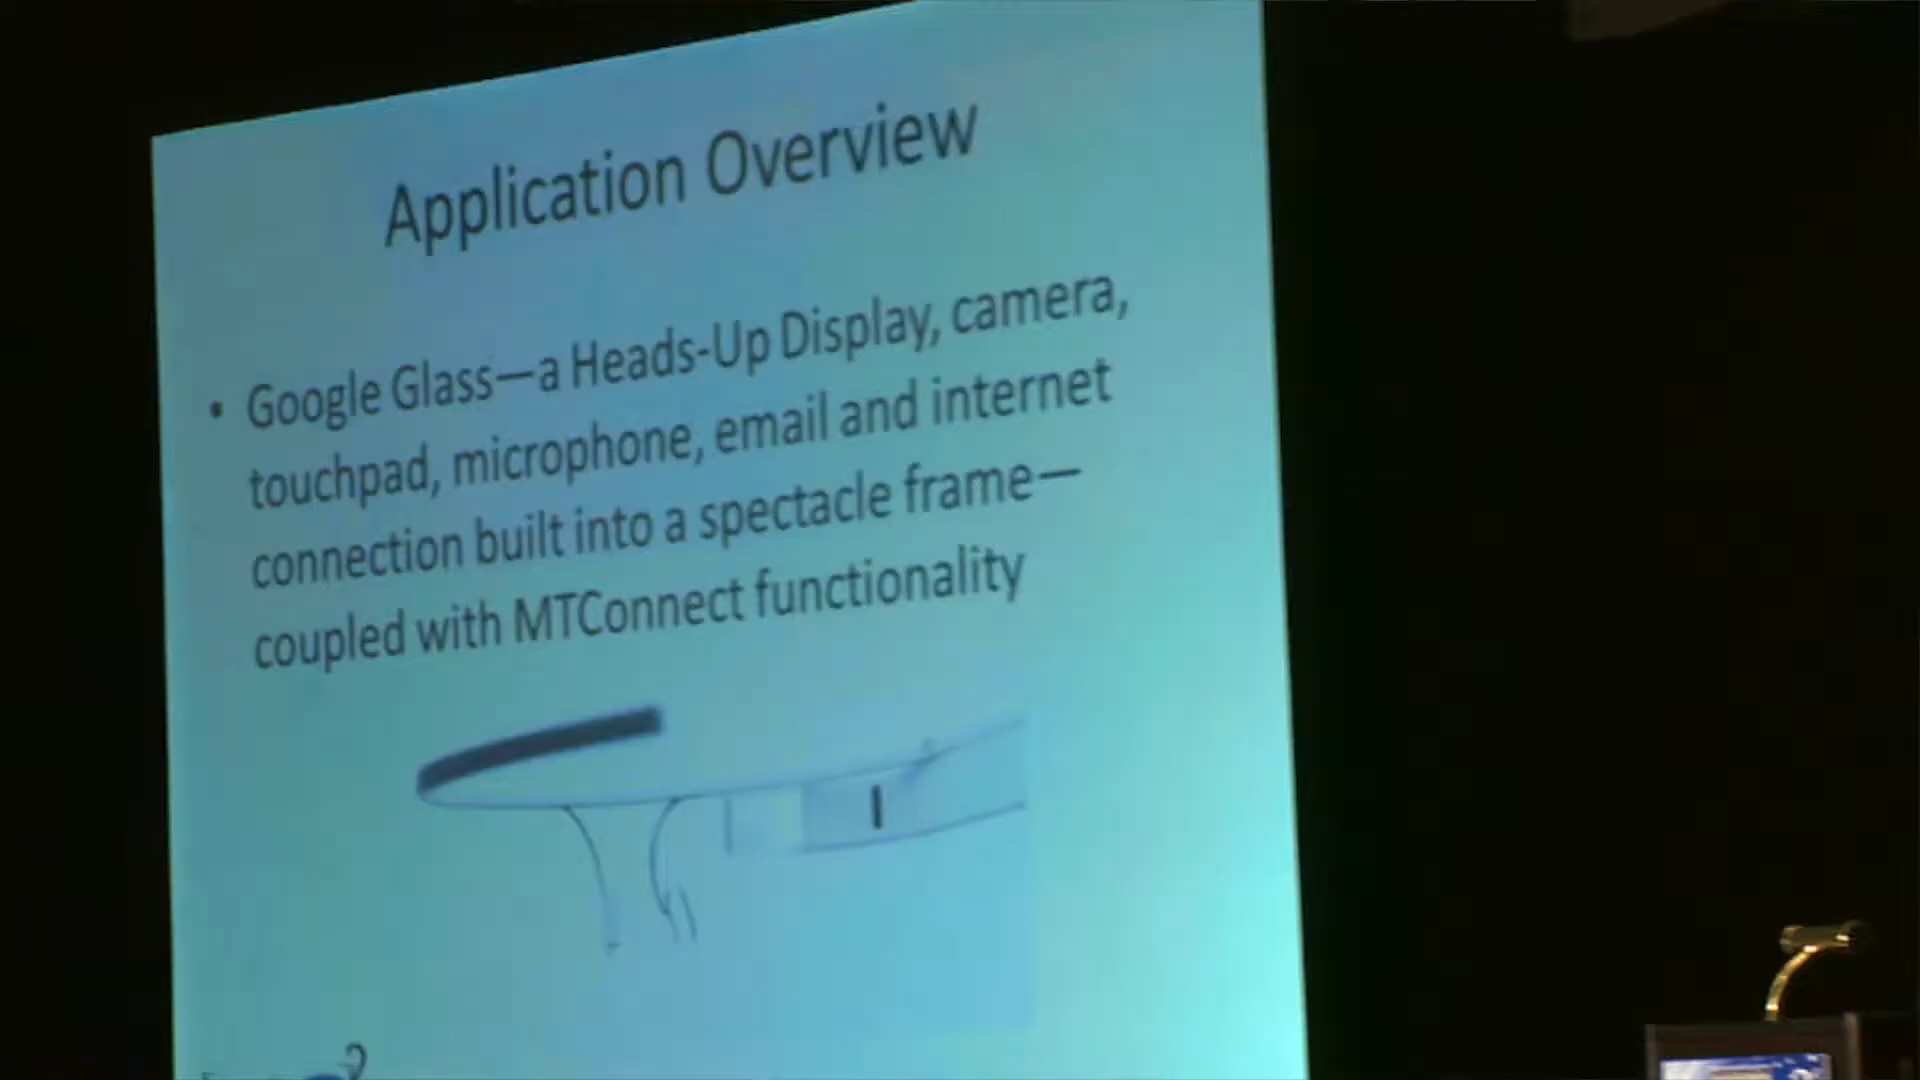 Application Overview
• Google Glass—a Heads-Up Display, camera,
touchpad, microphone, email and internet
connection built into a spectacle frame—
coupled with MTConnect functionality